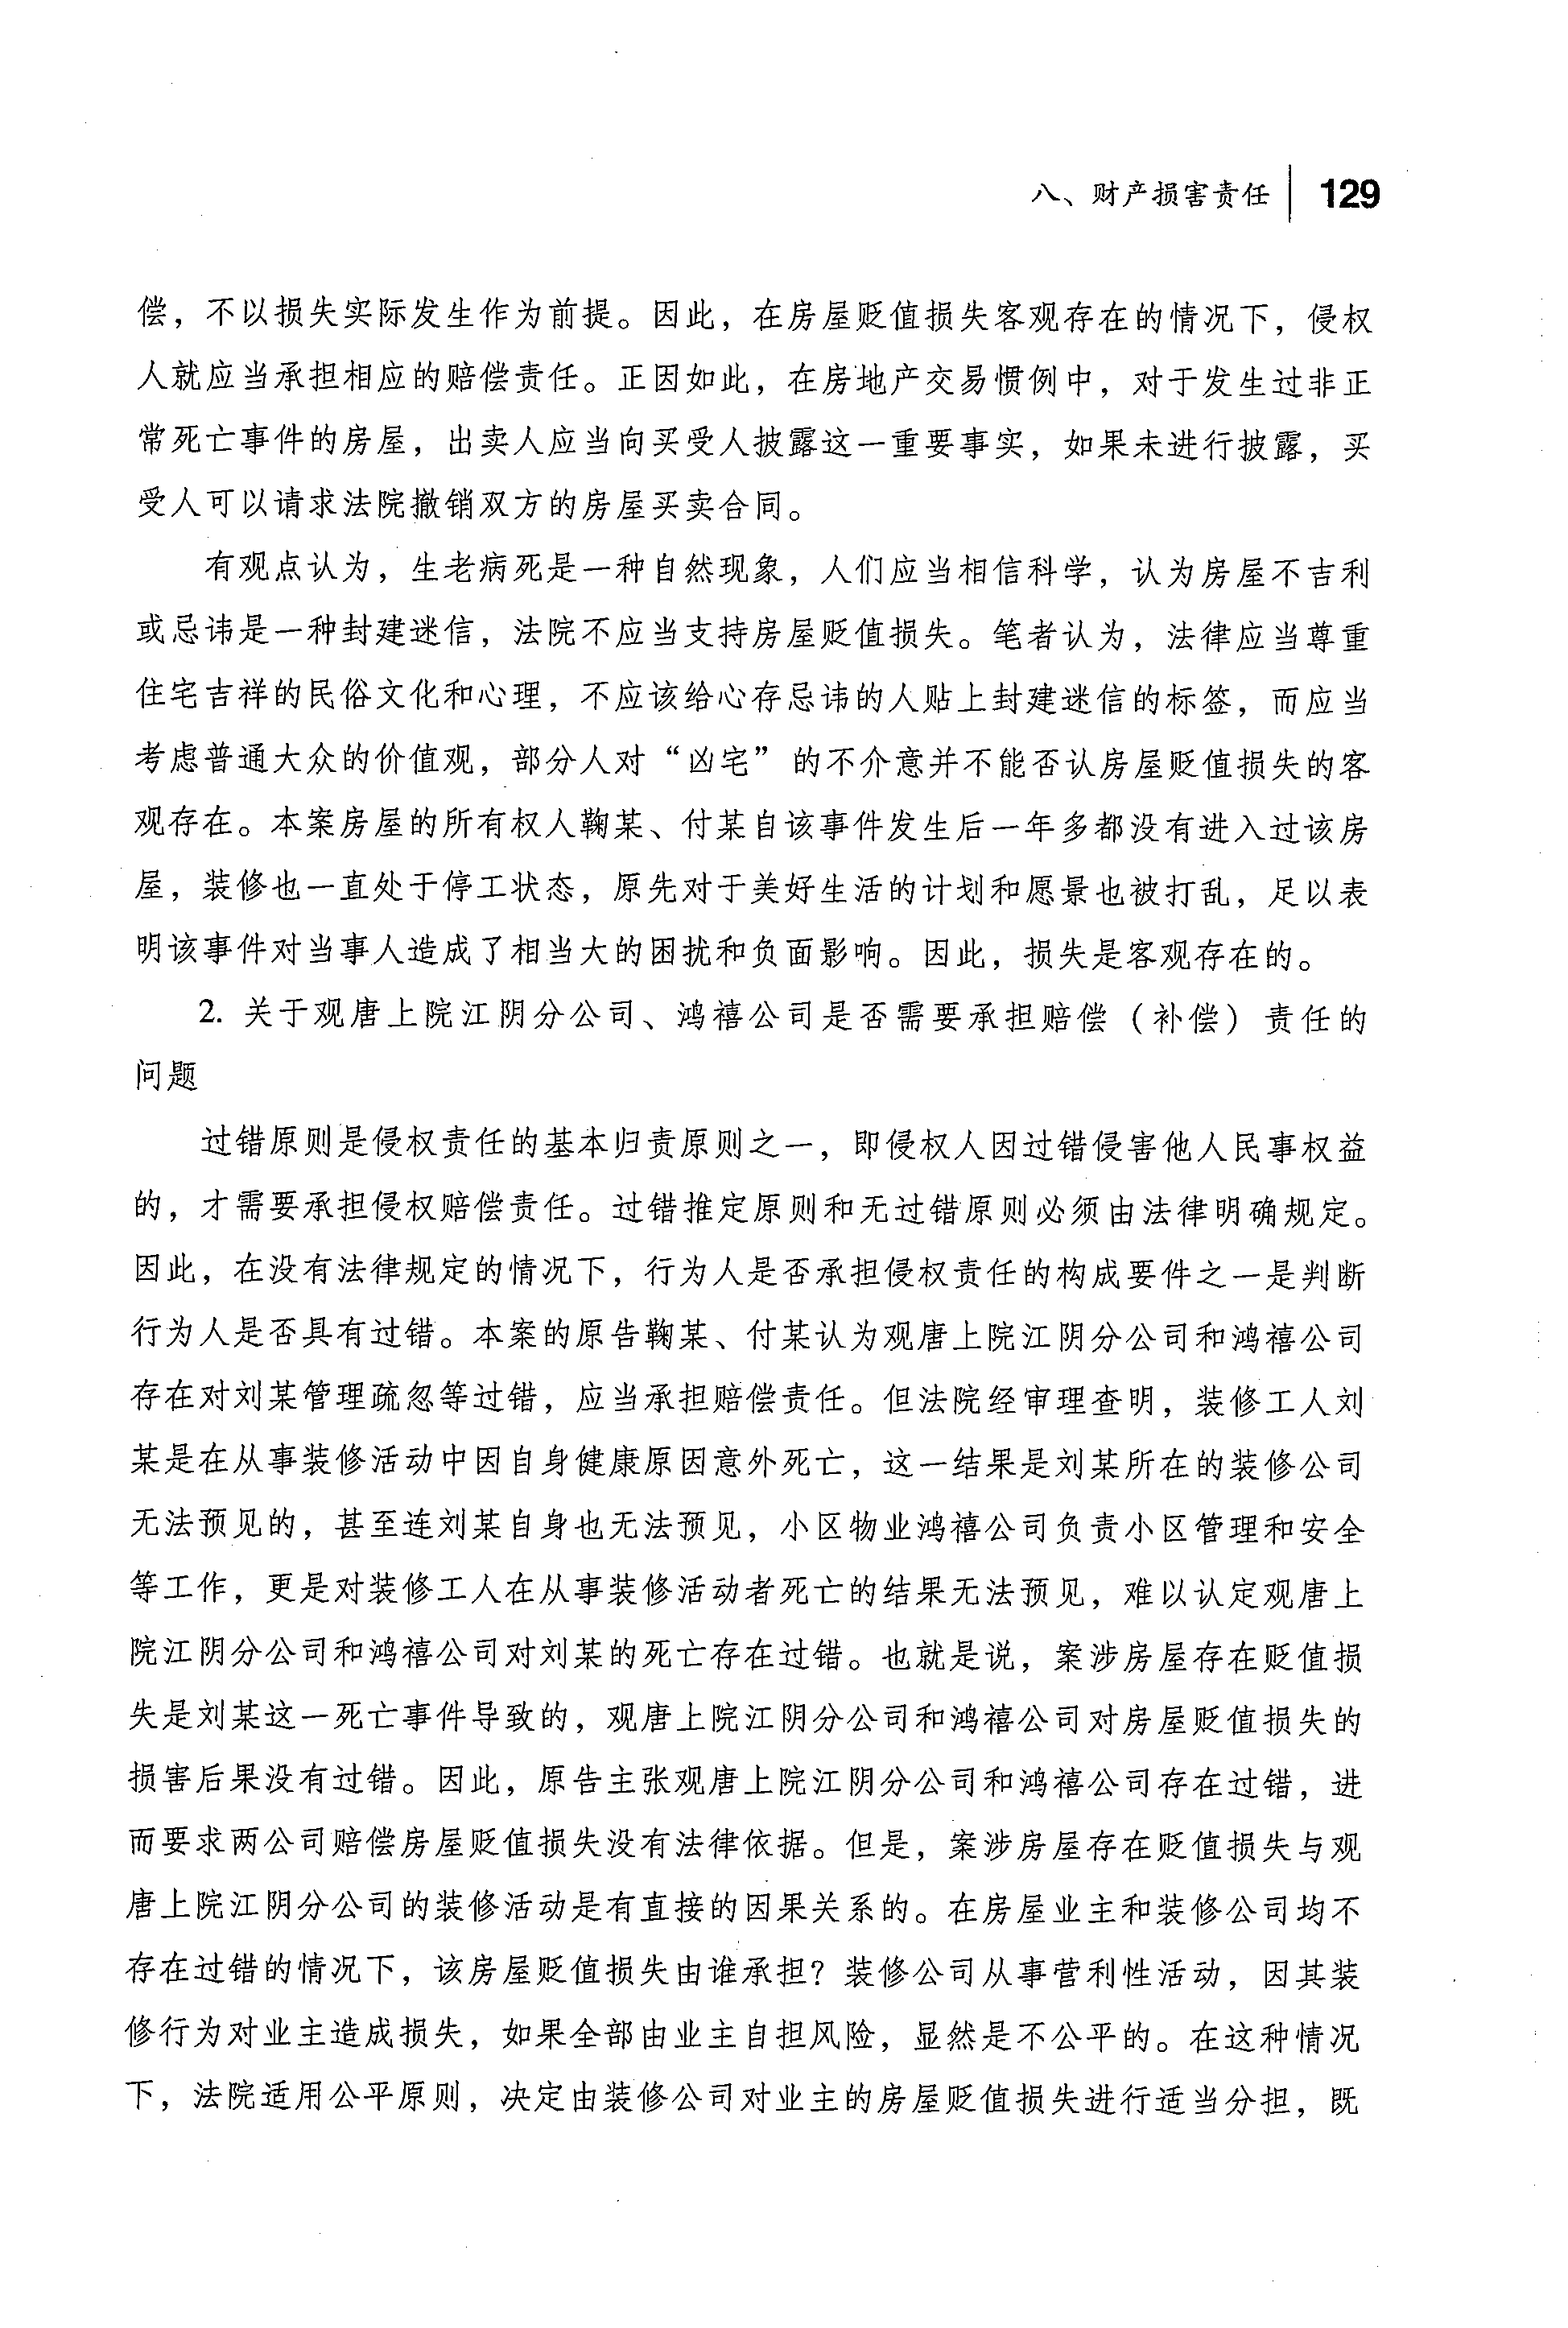 八、财产损害责任 129
偿，不以损失实际发生作为前提。因此，在房屋贬值损失客观存在的情况下，侵权
人就应当承担相应的赔偿责任。正因如此，在房地产交易惯例中，对于发生过非正
常死亡事件的房屋，出卖人应当向买受人披露这一重要事实，如果未进行披露，买
受人可以请求法院撤销双方的房屋买卖合同。
有观点认为，生老病死是一种自然现象，人们应当相信科学，认为房屋不吉利
或忌讳是一种封建迷信，法院不应当支持房屋贬值损失。笔者认为，法律应当尊重
住宅吉祥的民俗文化和心理，不应该给心存忌讳的人贴上封建迷信的标签，而应当
考虑普通大众的价值观，部分人对“凶宅”的不介意并不能否认房屋贬值损失的客
观存在。本案房屋的所有权人鞠某、付某自该事件发生后一年多都没有进入过该房
屋，装修也一直处于停工状态，原先对于美好生活的计划和愿景也被打乱，足以表
明该事件对当事人造成了相当大的困扰和负面影响。因此，损失是客观存在的。
2. 关于观唐上院江阴分公司、鸿禧公司是否需要承担赔偿（补偿）责任的
问题
过错原则是侵权责任的基本归责原则之一，即侵权人因过错侵害他人民事权益
的，才需要承担侵权赔偿责任。过错推定原则和无过错原则必须由法律明确规定。
因此，在没有法律规定的情况下，行为人是否承担侵权责任的构成要件之一是判断
行为人是否具有过错。本案的原告鞠某、付某认为观唐上院江阴分公司和鸿禧公司
存在对刘某管理疏忽等过错，应当承担赔偿责任。但法院经审理查明，装修工人刘
某是在从事装修活动中因自身健康原因意外死亡，这一结果是刘某所在的装修公司
无法预见的，甚至连刘某自身也无法预见，小区物业鸿禧公司负责小区管理和安全
等工作，更是对装修工人在从事装修活动者死亡的结果无法预见，难以认定观唐上
院江阴分公司和鸿禧公司对刘某的死亡存在过错。也就是说，案涉房屋存在贬值损
失是刘某这一死亡事件导致的，观唐上院江阴分公司和鸿禧公司对房屋贬值损失的
损害后果没有过错。因此，原告主张观唐上院江阴分公司和鸿禧公司存在过错，进
而要求两公司赔偿房屋贬值损失没有法律依据。但是，案涉房屋存在贬值损失与观
唐上院江阴分公司的装修活动是有直接的因果关系的。在房屋业主和装修公司均不
存在过错的情况下，该房屋贬值损失由谁承担？装修公司从事营利性活动，因其装
修行为对业主造成损失，如果全部由业主自担风险，显然是不公平的。在这种情况
下，法院适用公平原则，决定由装修公司对业主的房屋贬值损失进行适当分担，既